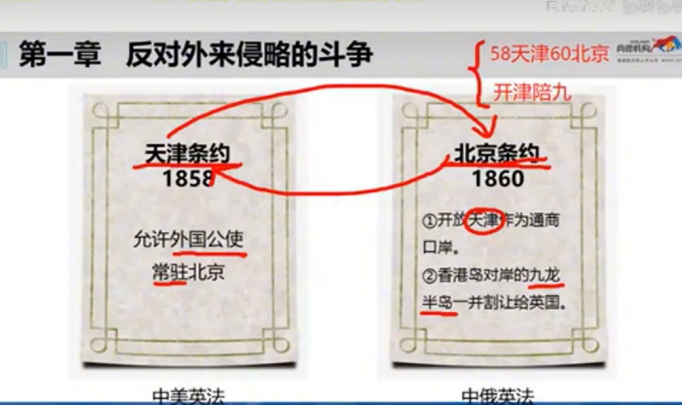 第一章 反对外来侵略的斗争
58天津60北京
开津陪九
尚德机构
天津条约
1858
允许外国公使
常驻北京
中美英法
北京条约
1860
①开放天津作为通商
口岸。
②香港岛对岸的九龙
半岛一并割让给英国。
中俄英法